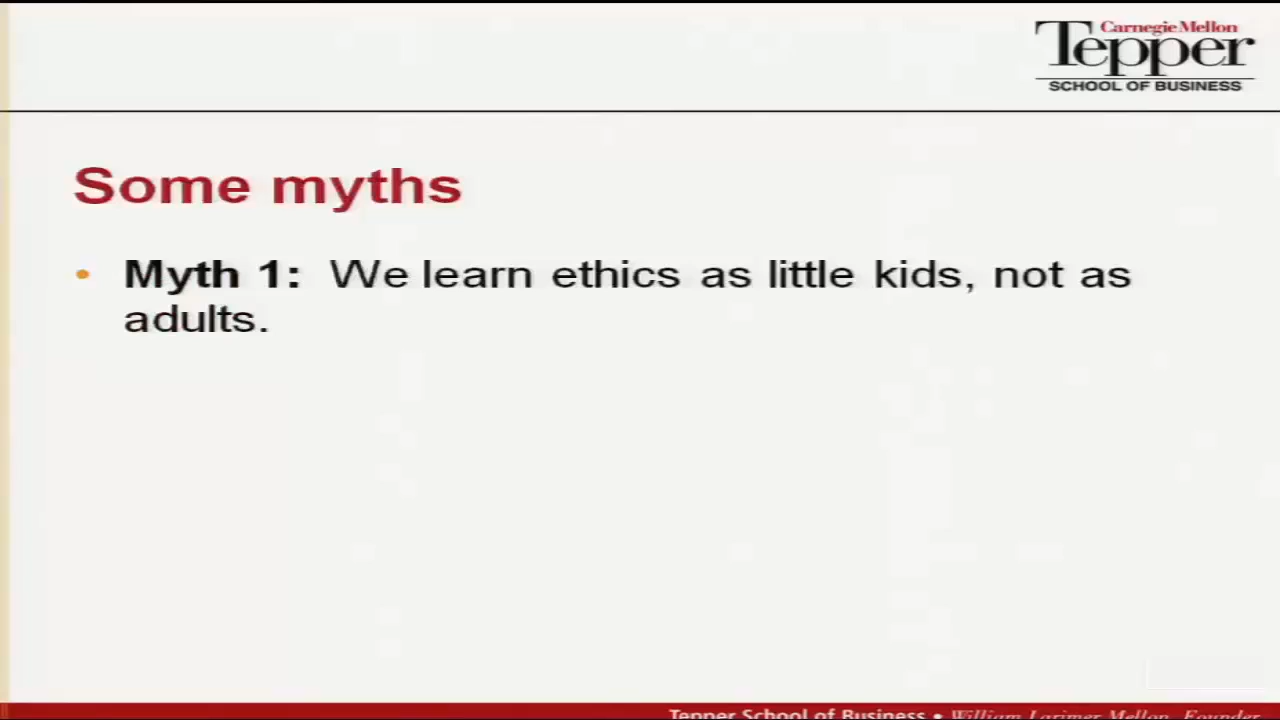 Carnegie Mellon
Tepper
SCHOOL OF BUSINESS
Some myths
• Myth 1: We learn ethics as little kids, not as
adults.
Tepper School of Business • William Larimer Mellon, Founder